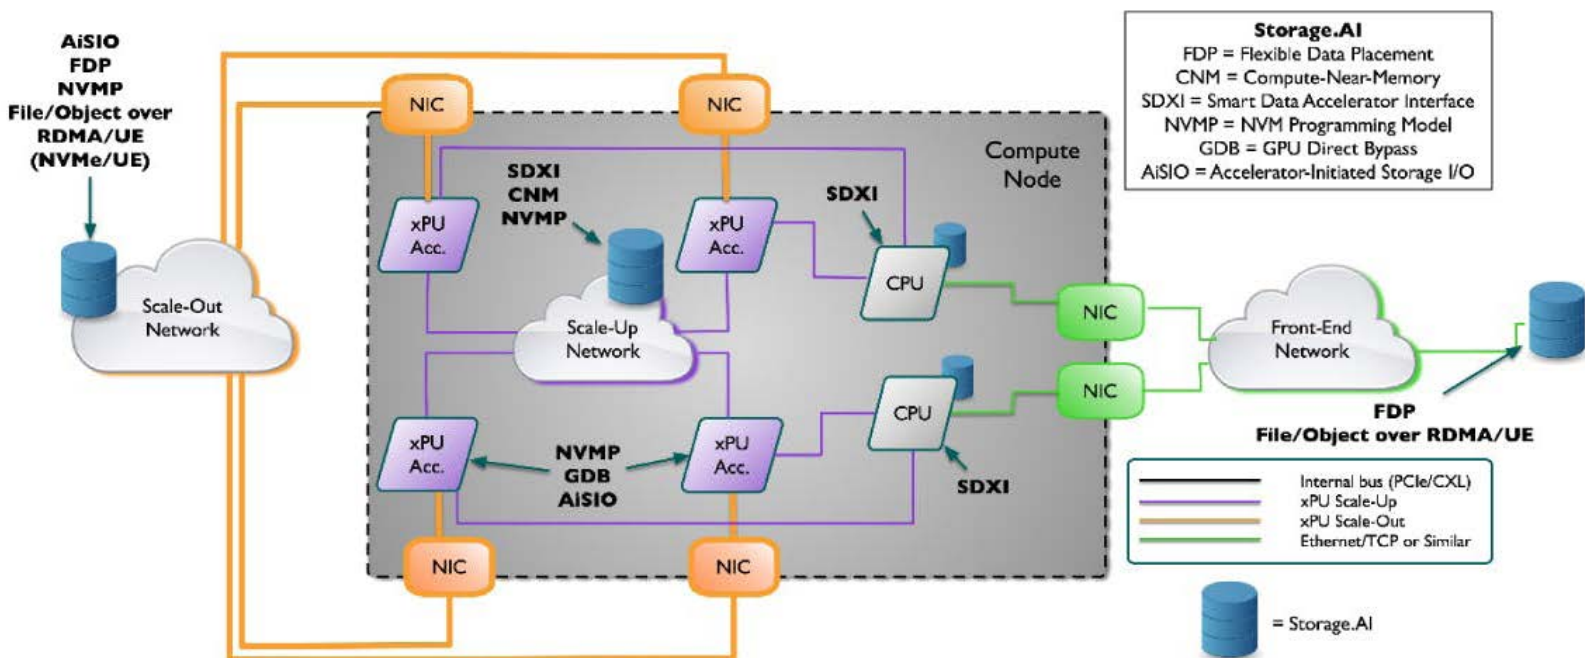 AiSIO
FDP
NVMP
File/Object over
RDMA/UE
(NVMe/UE)
Scale-Out
Network
NIC
NIC
Compute
Node
SDXI
CNM
NVMP
SDXI
xPU
Acc.
xPU
Acc.
CPU
Scale-Up
Network
NIC
NIC
CPU
xPU
Acc.
xPU
Acc.
NVMP
GDB
AiSIO
SDXI
NIC
NIC
Storage.AI
FDP = Flexible Data Placement
CNM = Compute-Near-Memory
SDXI = Smart Data Accelerator Interface
NVMP = NVM Programming Model
GDB = GPU Direct Bypass
AiSIO = Accelerator-Initiated Storage I/O
Front-End
Network
FDP
File/Object over RDMA/UE
Internal bus (PCIe/CXL)
xPU Scale-Up
xPU Scale-Out
Ethernet/TCP or Similar
= Storage.AI